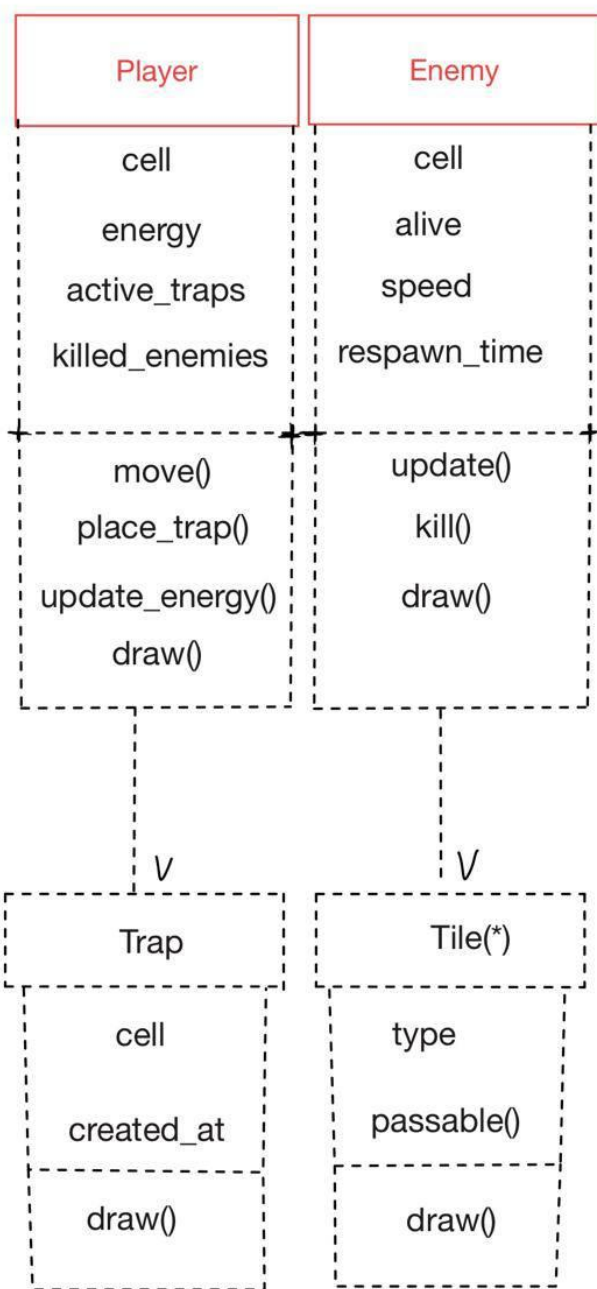 Player
cell
energy
active_traps
killed_enemies
move()
place_trap()
update_energy()
draw()
Enemy
cell
alive
speed
respawn_time
update()
kill()
draw()
V
V
Trap
cell
created_at
draw()
Tile(*)
type
passable()
draw()